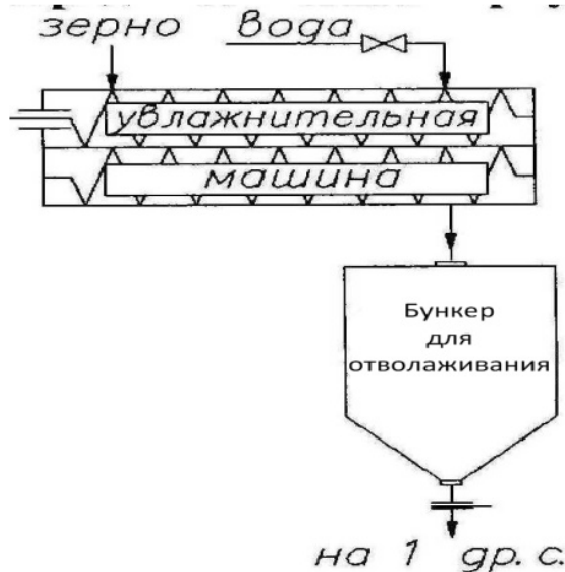 зерно вода
увлажнительная
машина
Бункер
для
отволаживания
на 1 др. с.